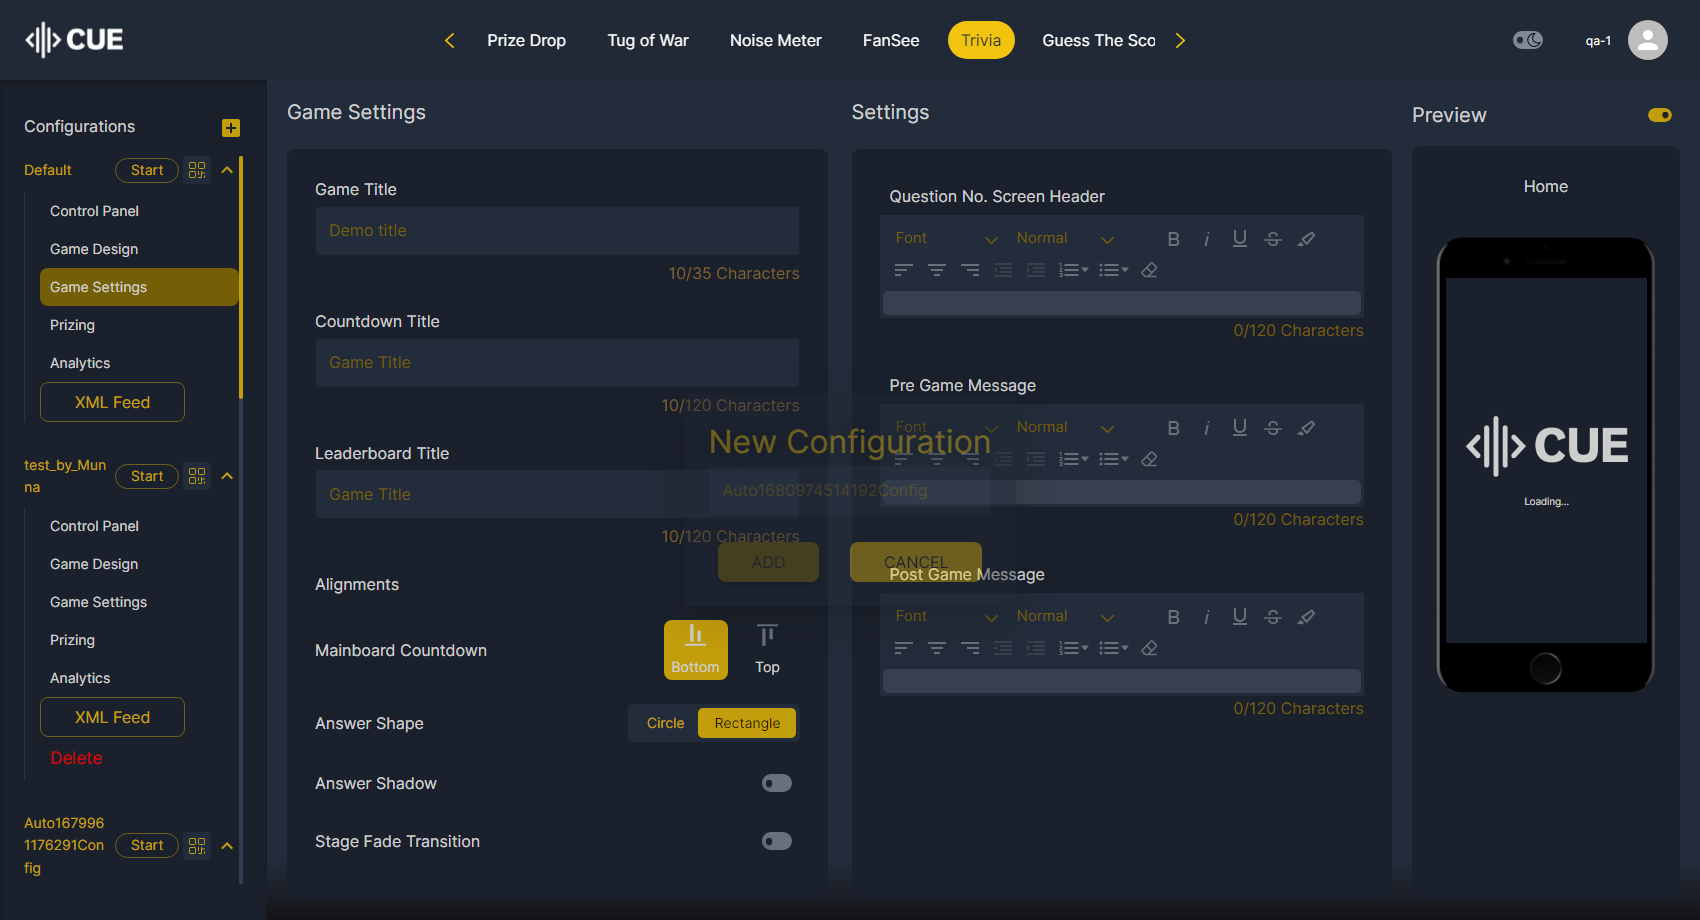 CUE
Prize Drop
Tug of War
Noise Meter
FanSee
Trivia
Guess The Sco
qa-1
Configurations
Default
Start
Control Panel
Game Design
Game Settings
Prizing
Analytics
XML Feed
test_by_Mun
na
Start
Control Panel
Game Design
Game Settings
Prizing
Analytics
XML Feed
Delete
Auto167996
1176291Con
fig
Start
Game Settings
Game Title
Demo title
10/35 Characters
Countdown Title
Game Title
10/120 Characters
Leaderboard Title
Game Title
10/120 Characters
Alignments
Mainboard Countdown
Bottom
Top
Answer Shape
Circle
Rectangle
Answer Shadow
Stage Fade Transition
New Configuration
Auto1680974514192Config
ADD
CANCEL
Settings
Question No. Screen Header
Font
Normal
0/120 Characters
Pre Game Message
Font
Normal
0/120 Characters
Post Game Message
Font
Normal
0/120 Characters
Preview
Home
CUE
Loading...